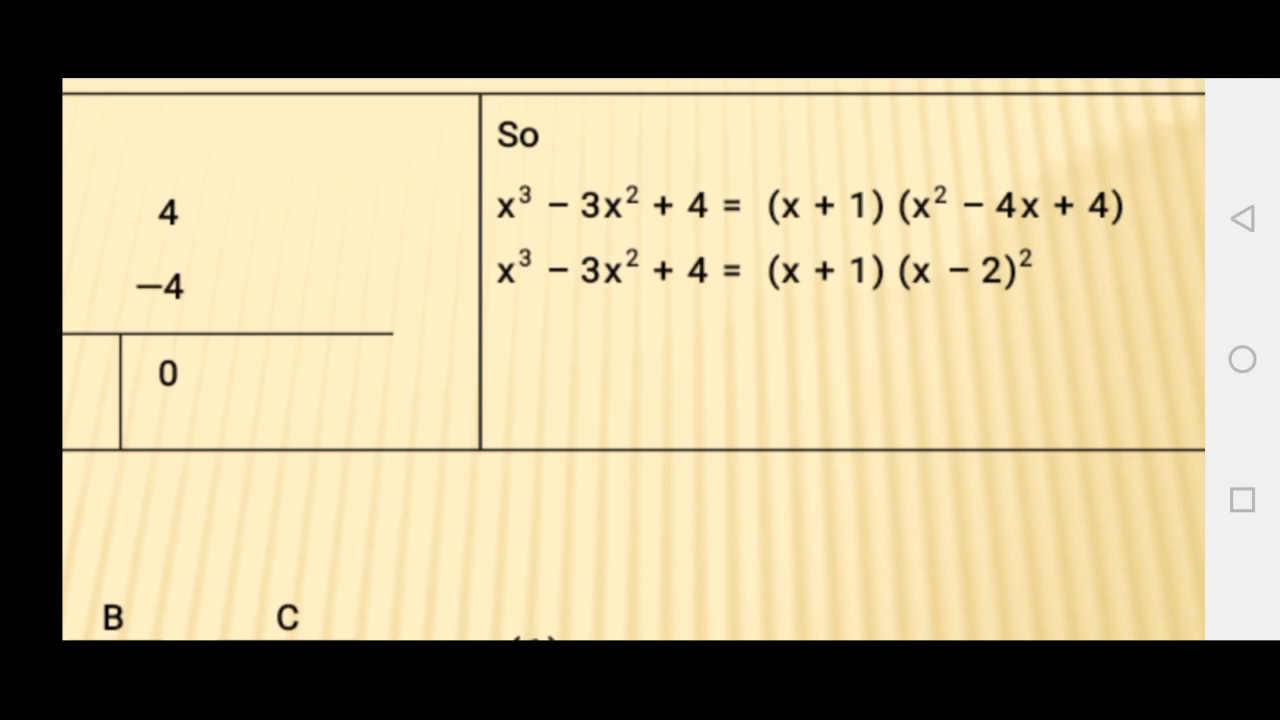 So
4
x³ − 3x² + 4 = (x + 1) (x² − 4x + 4)
−4
x³ − 3x² + 4 = (x + 1) (x − 2)²
0
B C